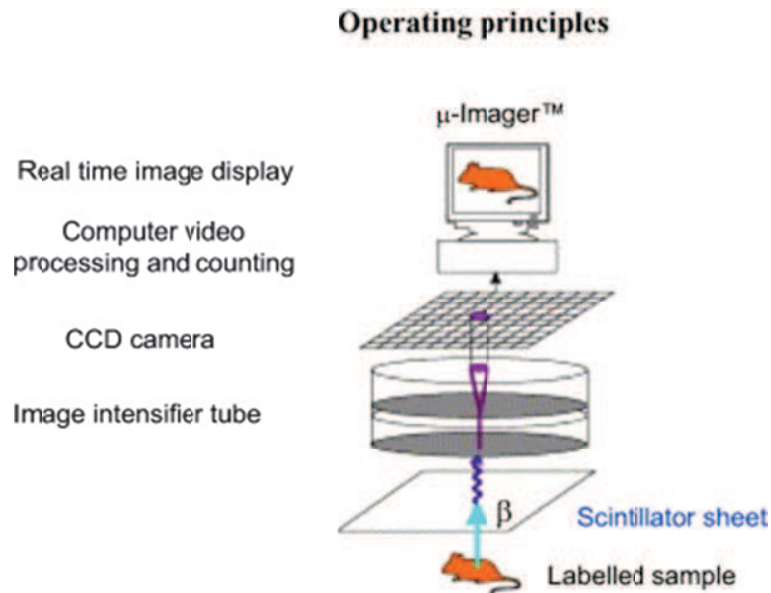 Operating principles
μ-Imager™
Real time image display
Computer video
processing and counting
CCD camera
Image intensifier tube
β
Scintillator sheet
Labelled sample